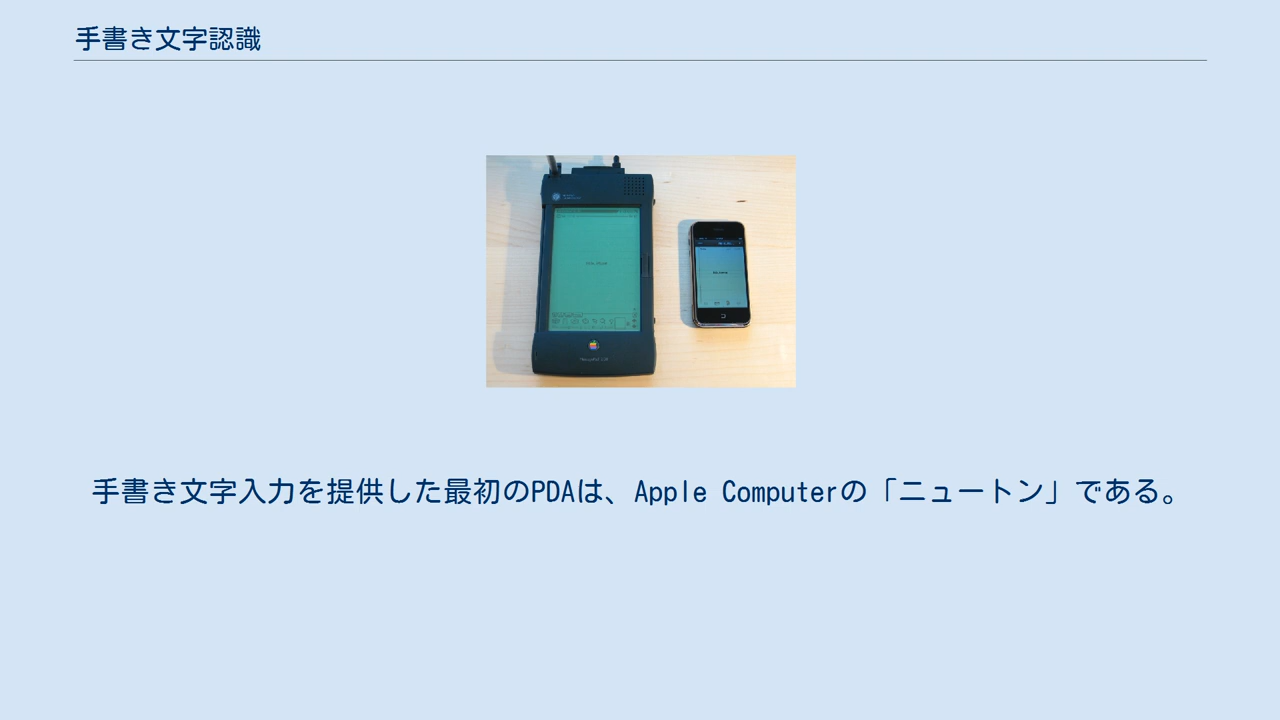 手書き文字認識
手書き文字入力を提供した最初のPDAは、Apple Computerの「ニュートン」である。